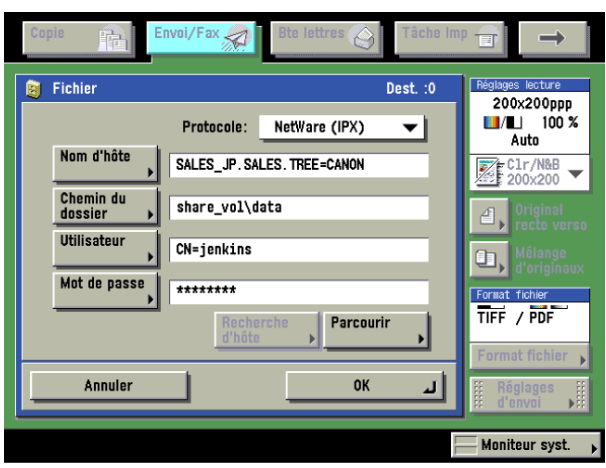 Copie
Envoi/Fax
Bte lettres
Tâche Imp
Fichier
Dest. :0
Protocole:
NetWare (IPX)
Nom d'hôte
SALES_JP.SALES.TREE=CANON
Chemin du
dossier
share_vol\data
Utilisateur
CN=jenkins
Mot de passe
********
Recherche
d'hôte
Parcourir
Annuler
OK
Réglages lecture
200x200ppp
/ 100 %
Auto
Clr/N&B
200x200
Original
recto verso
Mélange
d'originaux
Format fichier
TIFF / PDF
Format fichier
Réglages
d'envoi
Moniteur syst.